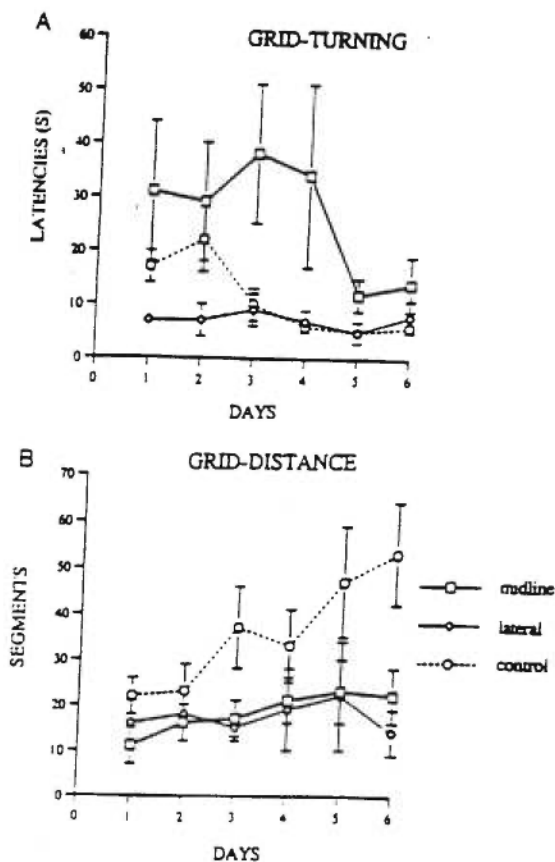 A
GRID-TURNING
60
50
40
30
20
10
0
LATENCIES (S)
0 1 2 3 4 5 6
DAYS
B
GRID-DISTANCE
70
60
50
40
30
20
10
0
SEGMENTS
0 1 2 3 4 5 6
DAYS
midline
lateral
control